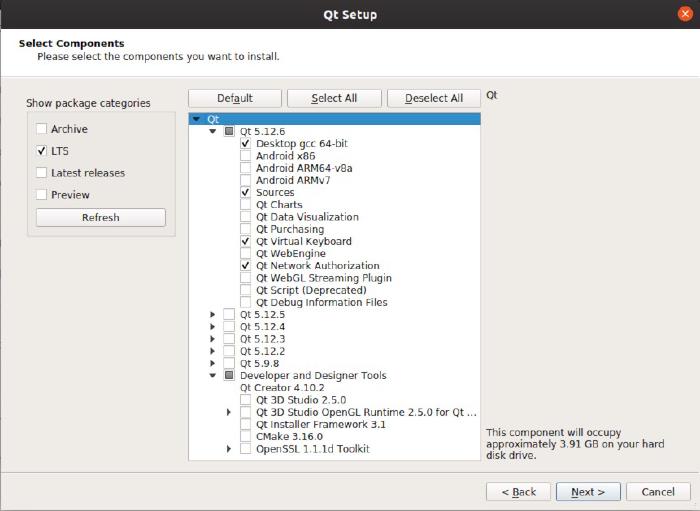 Qt Setup
Select Components
Please select the components you want to install.
Show package categories
Archive
LTS
Latest releases
Preview
Refresh
Default
Select All
Deselect All
Qt
Qt 5.12.6
Desktop gcc 64-bit
Android x86
Android ARM64-v8a
Android ARMv7
Sources
Qt Charts
Qt Data Visualization
Qt Purchasing
Qt Virtual Keyboard
Qt WebEngine
Qt Network Authorization
Qt WebGL Streaming Plugin
Qt Script (Deprecated)
Qt Debug Information Files
Qt 5.12.5
Qt 5.12.4
Qt 5.12.3
Qt 5.12.2
Qt 5.9.8
Developer and Designer Tools
Qt Creator 4.10.2
Qt 3D Studio 2.5.0
Qt 3D Studio OpenGL Runtime 2.5.0 for Qt ...
Qt Installer Framework 3.1
CMake 3.16.0
OpenSSL 1.1.1d Toolkit
Qt
This component will occupy
approximately 3.91 GB on your hard
disk drive.
< Back
Next >
Cancel